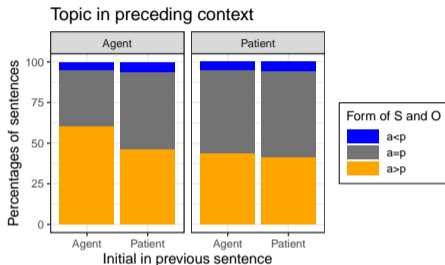 Topic in preceding context
Agent Patient
Percentages of sentences
100
75
50
25
0
Agent Patient Agent Patient
Initial in previous sentence
Form of S and O
a<p
a=p
a>p